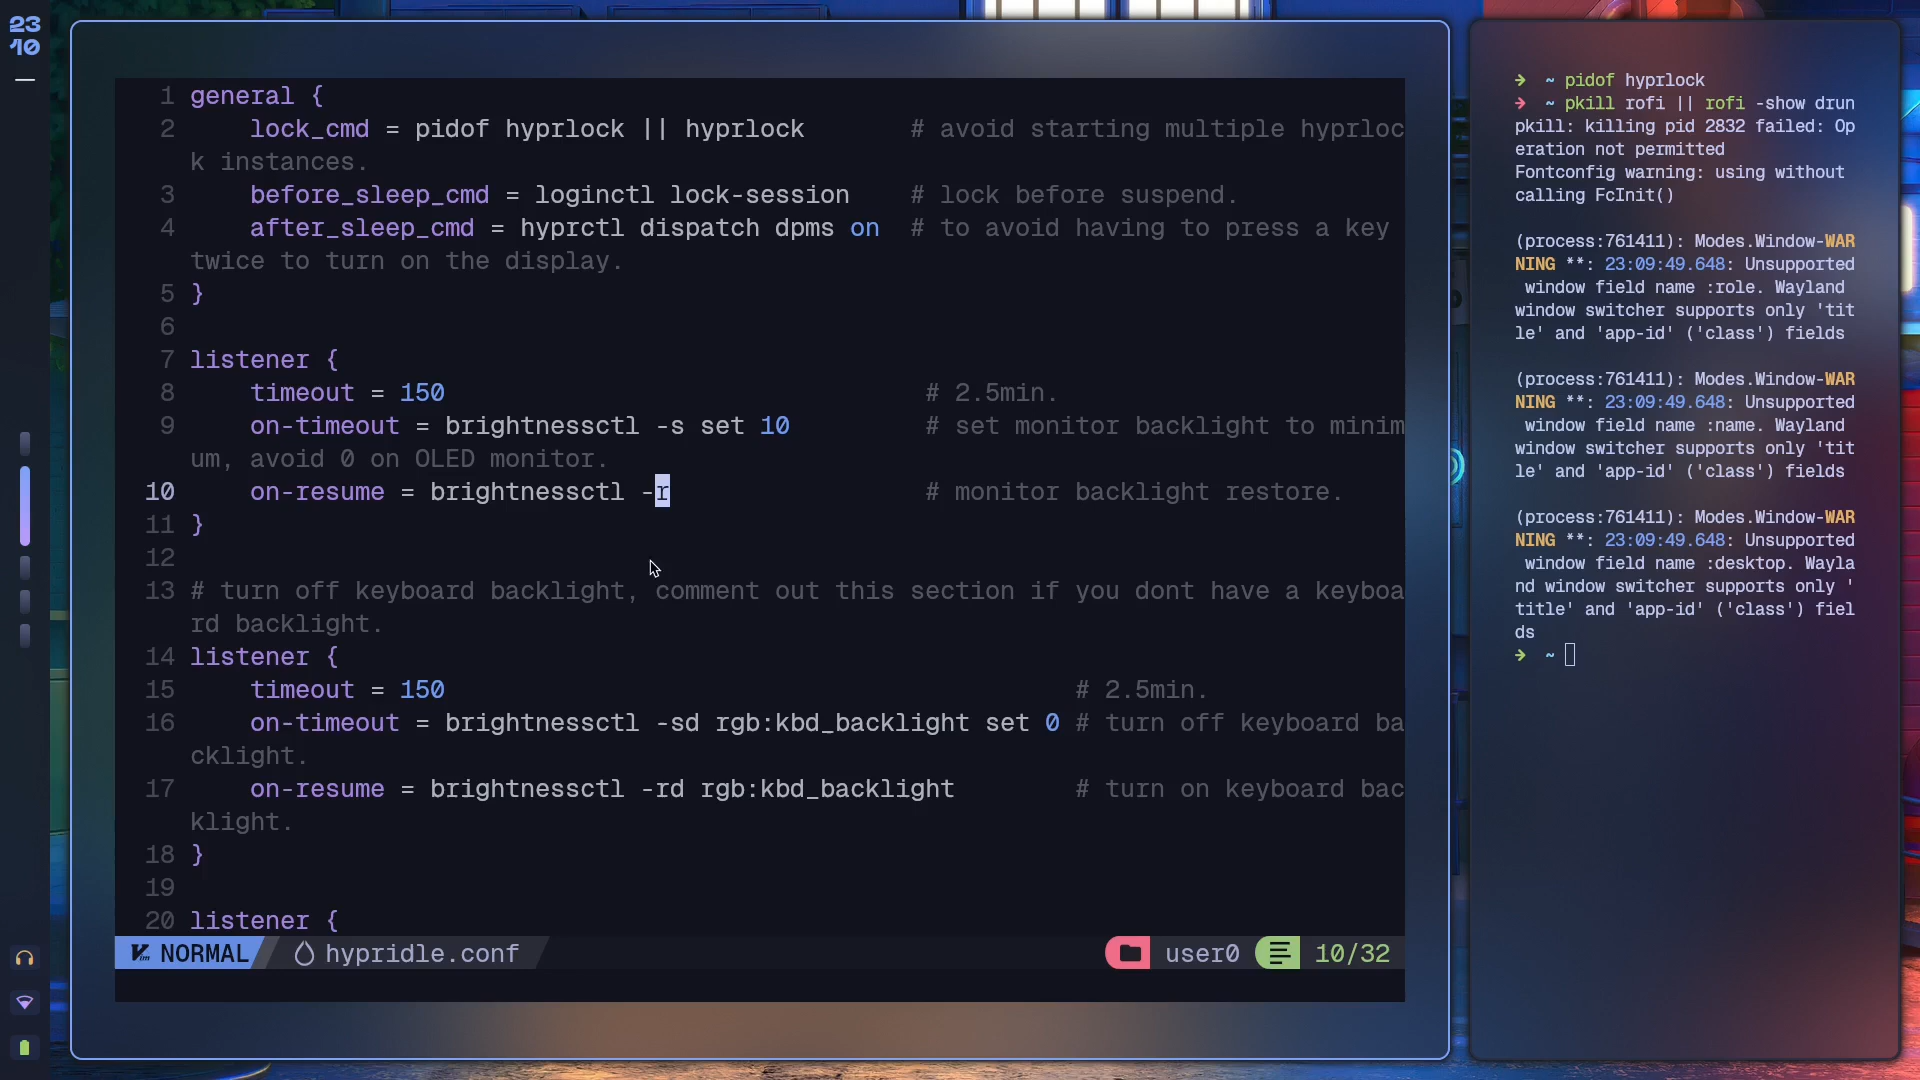 23
10
1 general {
2 lock_cmd = pidof hyprlock || hyprlock # avoid starting multiple hyprloc
k instances.
3 before_sleep_cmd = loginctl lock-session # lock before suspend.
4 after_sleep_cmd = hyprctl dispatch dpms on # to avoid having to press a key
twice to turn on the display.
5 }
6
7 listener {
8 timeout = 150 # 2.5min.
9 on-timeout = brightnessctl -s set 10 # set monitor backlight to minim
um, avoid 0 on OLED monitor.
10 on-resume = brightnessctl -r # monitor backlight restore.
11 }
12
13 # turn off keyboard backlight, comment out this section if you dont have a keyboa
rd backlight.
14 listener {
15 timeout = 150 # 2.5min.
16 on-timeout = brightnessctl -sd rgb:kbd_backlight set 0 # turn off keyboard ba
cklight.
17 on-resume = brightnessctl -rd rgb:kbd_backlight # turn on keyboard bac
klight.
18 }
19
20 listener {
NORMAL hypridle.conf user0 10/32
➜ ~ pidof hyprlock
➜ ~ pkill rofi || rofi -show drun
pkill: killing pid 2832 failed: Op
eration not permitted
Fontconfig warning: using without
calling FcInit()
(process:761411): Modes.Window-WAR
NING **: 23:09:49.648: Unsupported
window field name :role. Wayland
window switcher supports only 'tit
le' and 'app-id' ('class') fields
(process:761411): Modes.Window-WAR
NING **: 23:09:49.648: Unsupported
window field name :name. Wayland
window switcher supports only 'tit
le' and 'app-id' ('class') fields
(process:761411): Modes.Window-WAR
NING **: 23:09:49.648: Unsupported
window field name :desktop. Wayla
nd window switcher supports only '
title' and 'app-id' ('class') fiel
ds
➜ ~